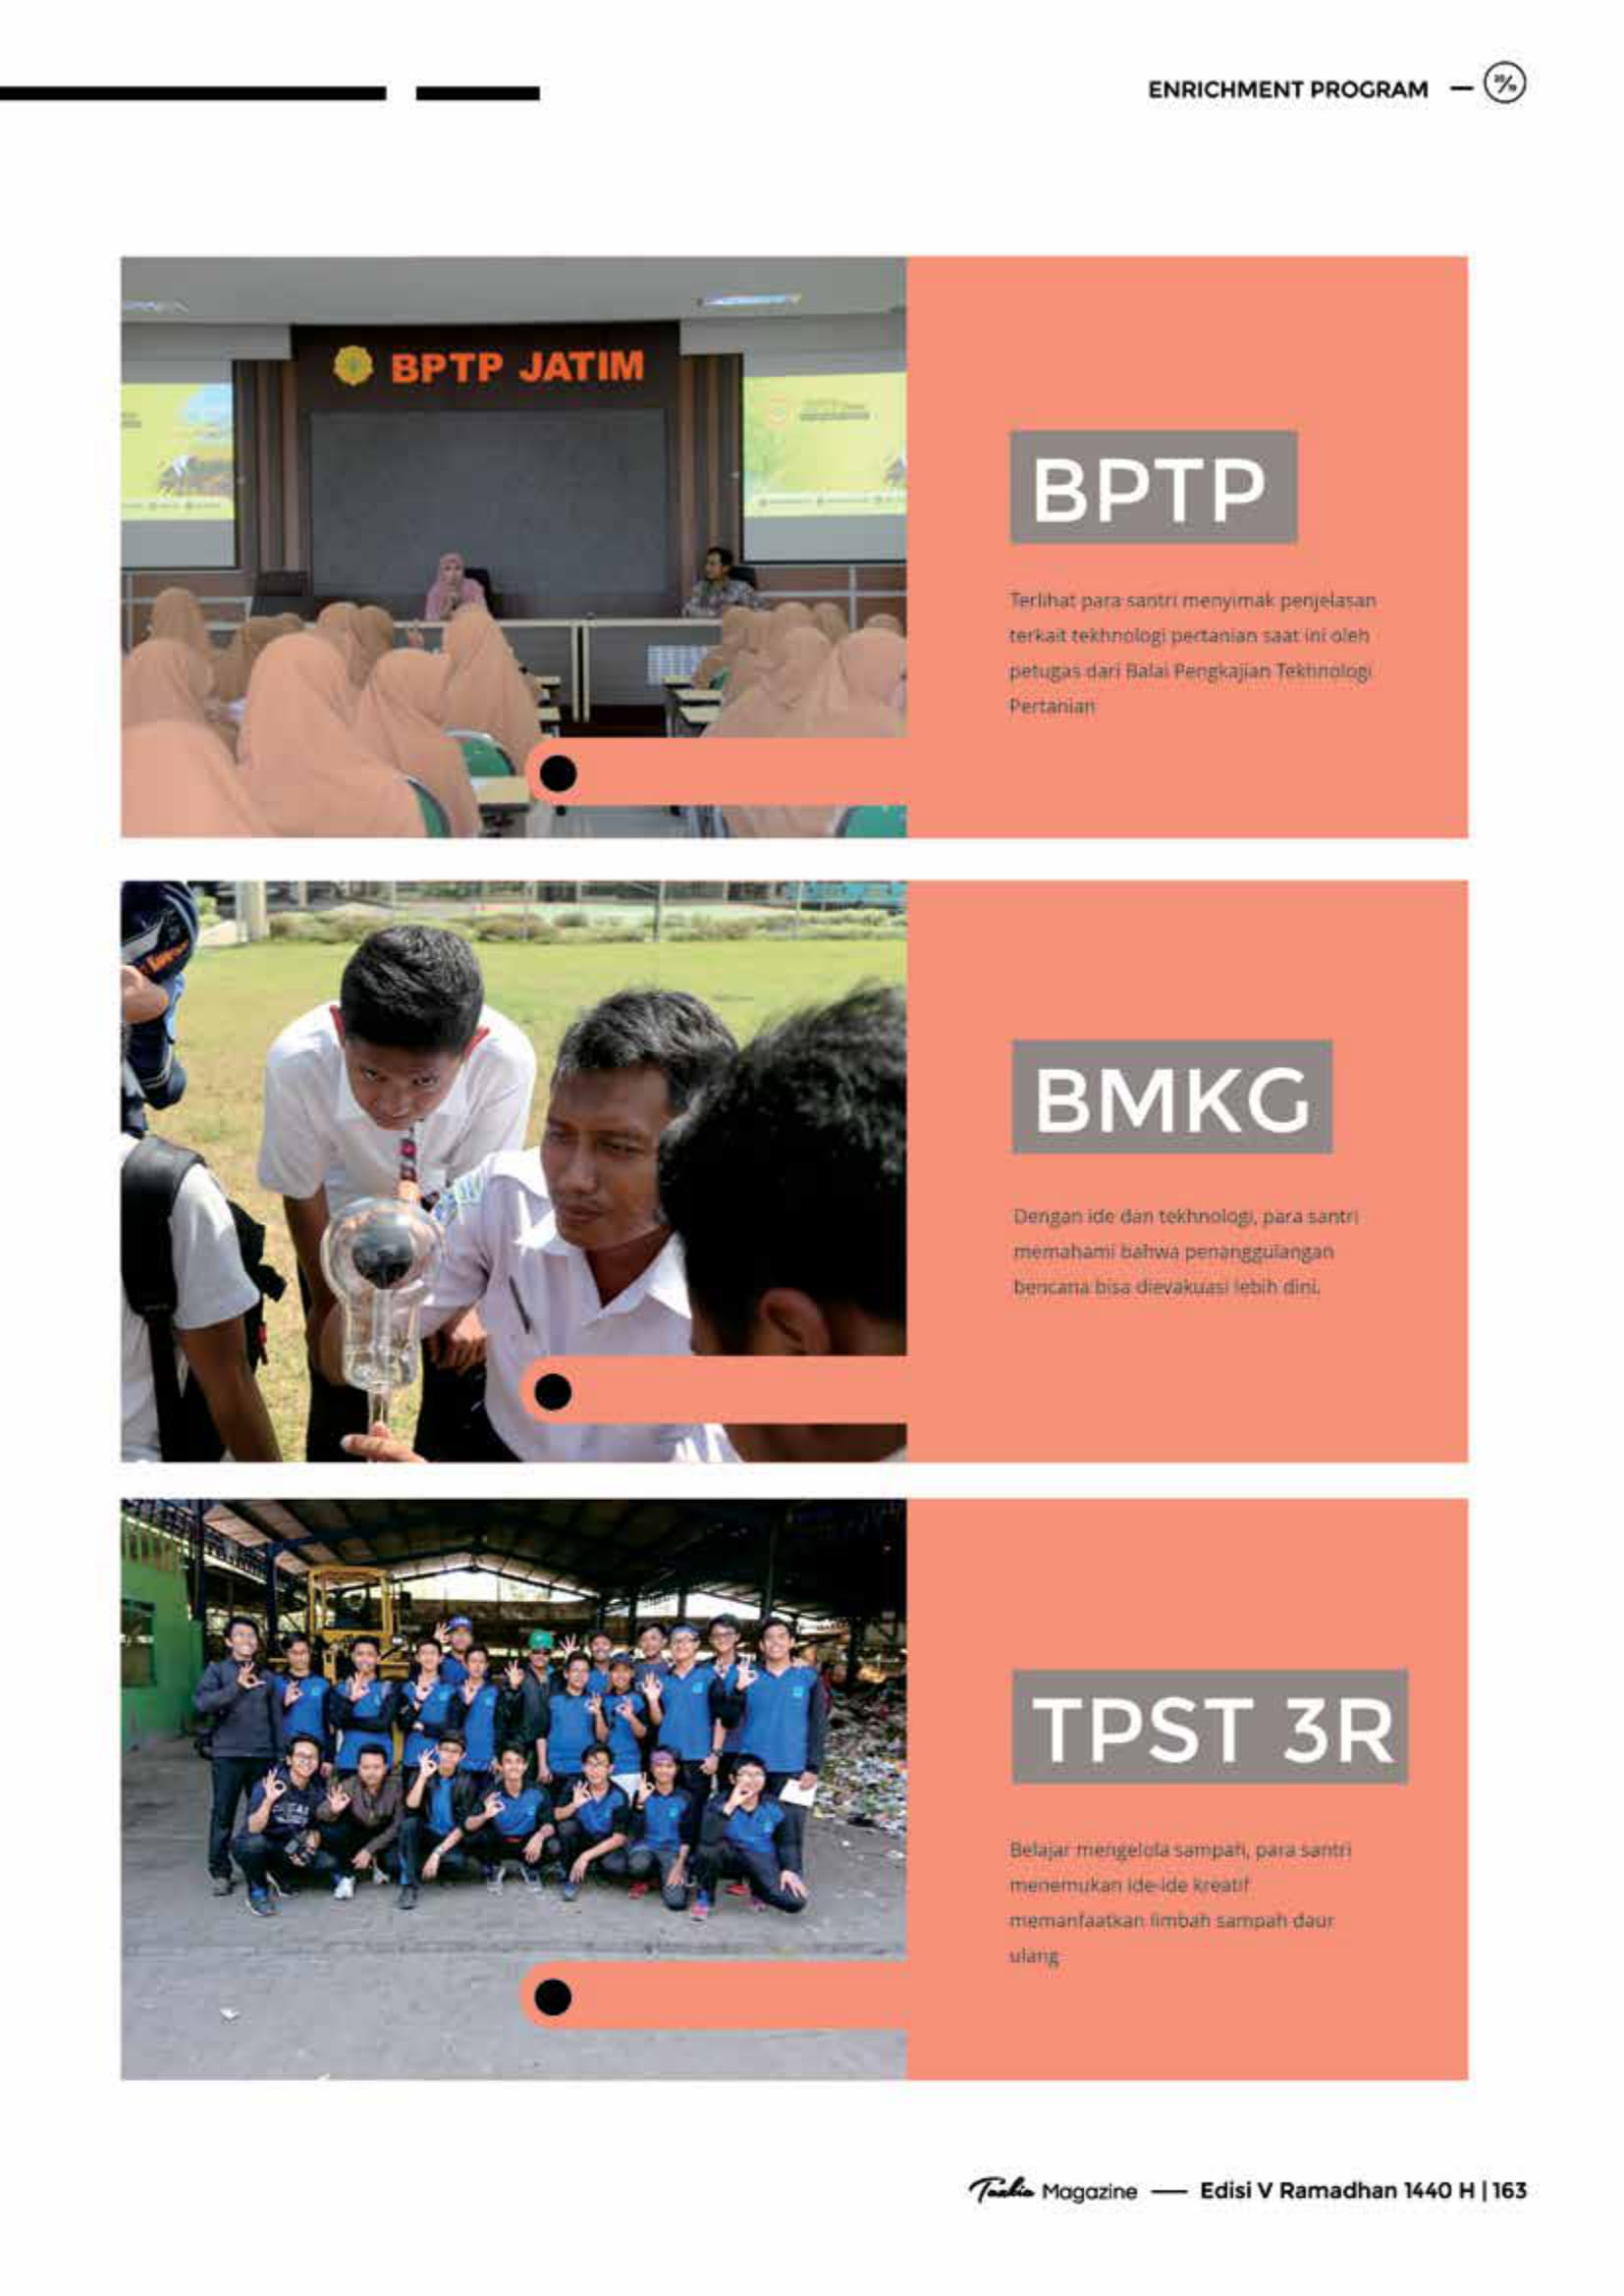 ENRICHMENT PROGRAM
BPTP JATIM
BPTP
Terlihat para santri menyimak penjelasan
terkait tekhnologi pertanian saat ini oleh
petugas dari Balai Pengkajian Tekhnologi
Pertanian
BMKG
Dengan ide dan tekhnologi, para santri
memahami bahwa penanggulangan
bencana bisa dievakuasi lebih dini.
TPST 3R
Belajar mengelola sampah, para santri
menemukan ide-ide kreatif
memanfaatkan limbah sampah daur
ulang
Tazkia Magazine — Edisi V Ramadhan 1440 H | 163